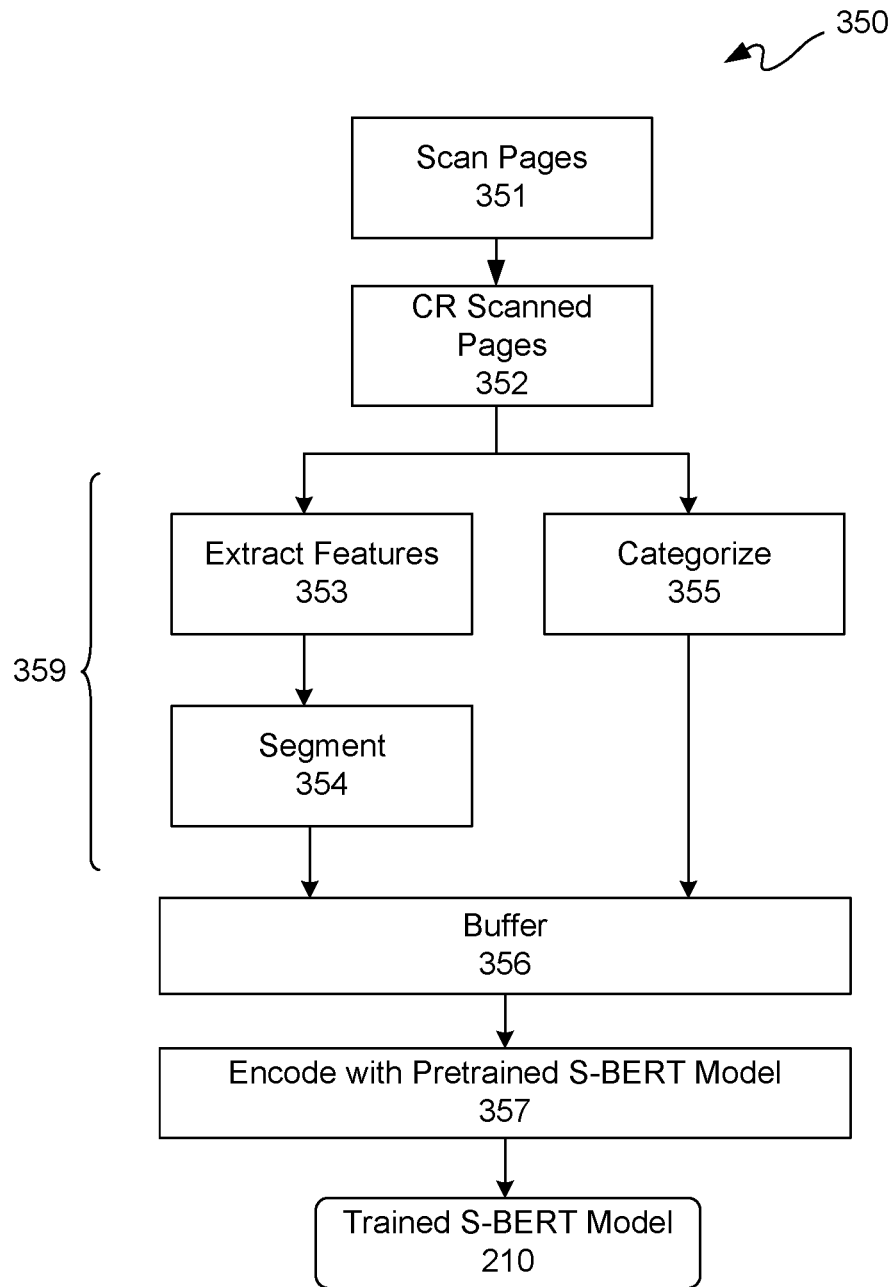 350
Scan Pages
351
CR Scanned
Pages
352
Extract Features
353
Categorize
355
359
Segment
354
Buffer
356
Encode with Pretrained S-BERT Model
357
Trained S-BERT Model
210